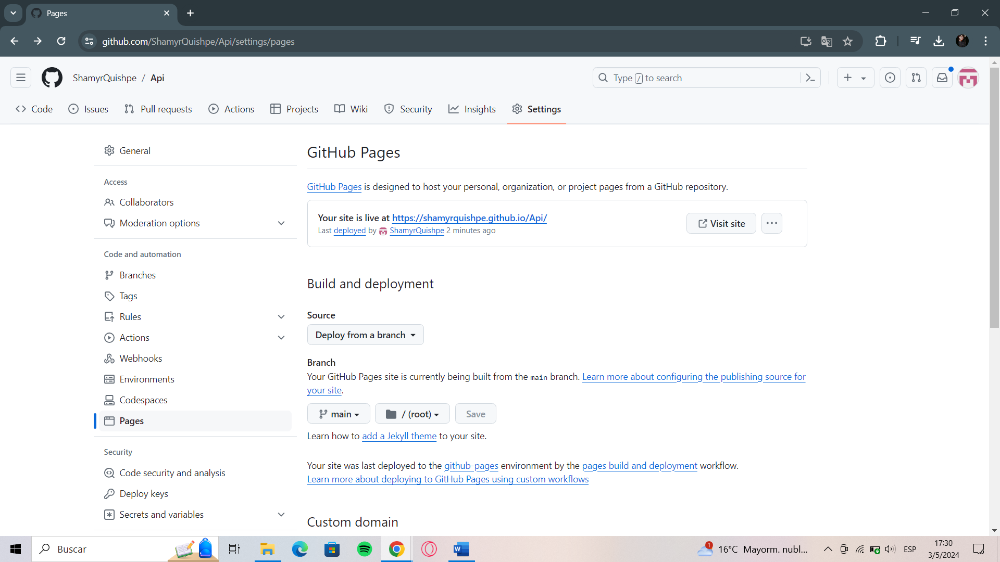 Pages
github.com/ShamyrQuishpe/Api/settings/pages
ShamyrQuishpe / Api
Type / to search
Code Issues Pull requests Actions Projects Wiki Security Insights Settings
General
Access
Collaborators
Moderation options
Code and automation
Branches
Tags
Rules
Actions
Webhooks
Environments
Codespaces
Pages
Security
Code security and analysis
Deploy keys
Secrets and variables
GitHub Pages
GitHub Pages is designed to host your personal, organization, or project pages from a GitHub repository.
Your site is live at https://shamyrquishpe.github.io/Api/
Last deployed by ShamyrQuishpe 2 minutes ago
Visit site
Build and deployment
Source
Deploy from a branch
Branch
Your GitHub Pages site is currently being built from the main branch. Learn more about configuring the publishing source for
your site.
main / (root) Save
Learn how to add a Jekyll theme to your site.
Your site was last deployed to the github-pages environment by the pages build and deployment workflow.
Learn more about deploying to GitHub Pages using custom workflows
Custom domain
Buscar
1
16°C Mayorm. nubl...
ESP
17:30
3/5/2024